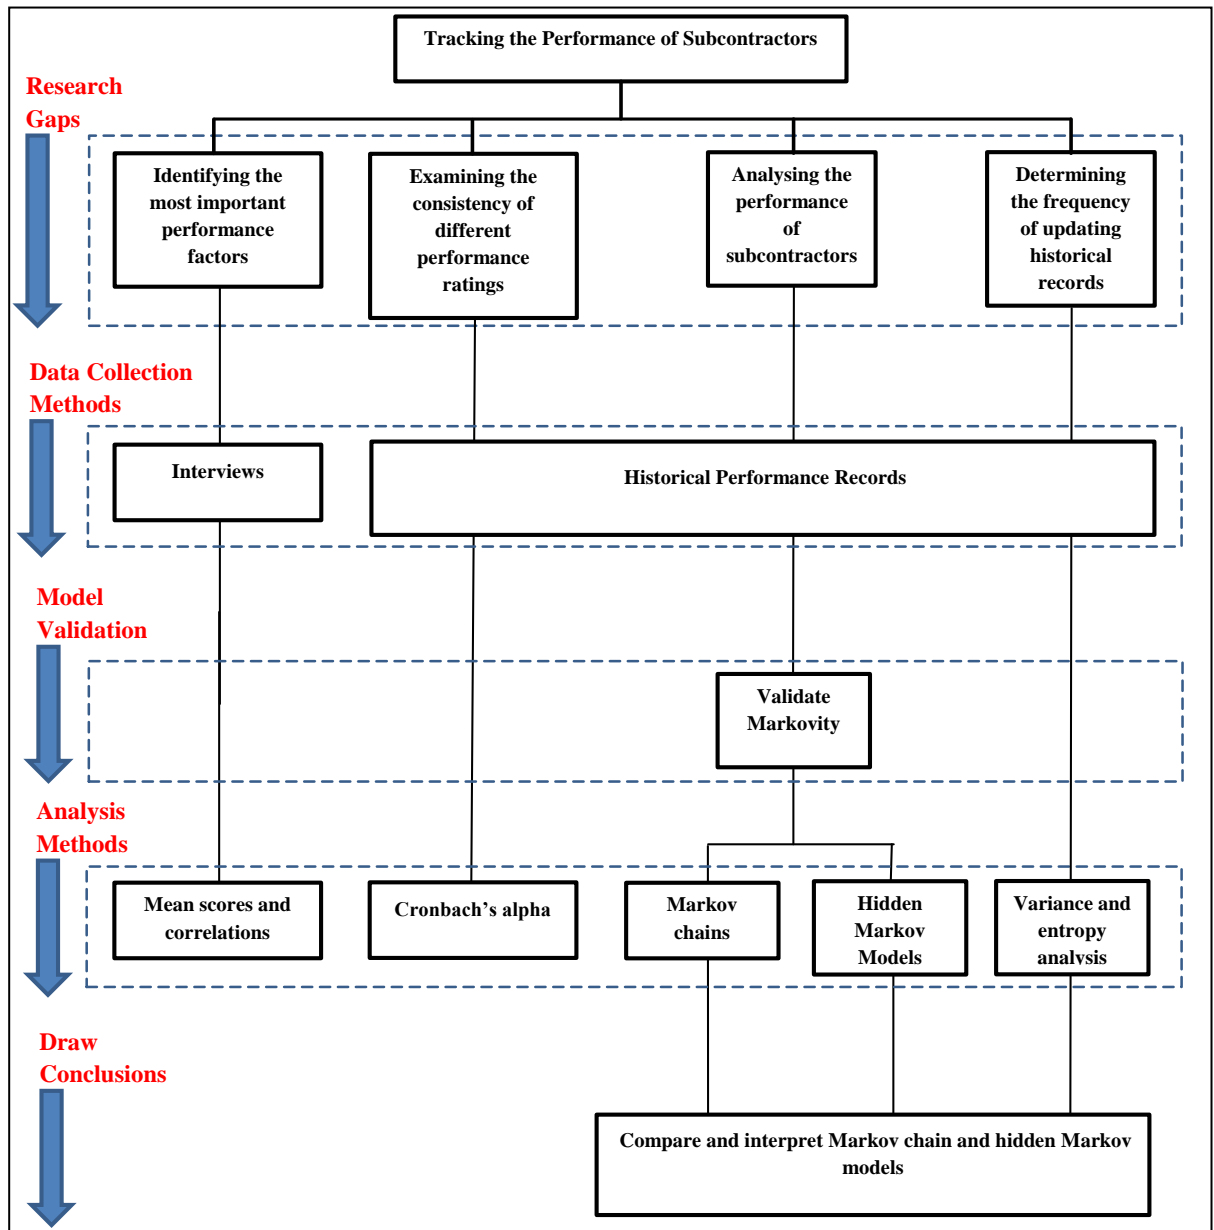 Tracking the Performance of Subcontractors
Research
Gaps
Identifying the
most important
performance
factors
Examining the
consistency of
different
performance
ratings
Analysing the
performance
of
subcontractors
Determining
the frequency
of updating
historical
records
Data Collection
Methods
Interviews
Historical Performance Records
Model
Validation
Validate
Markovity
Analysis
Methods
Mean scores and
correlations
Cronbach’s alpha
Markov
chains
Hidden
Markov
Models
Variance and
entropy
analysis
Draw
Conclusions
Compare and interpret Markov chain and hidden Markov
models